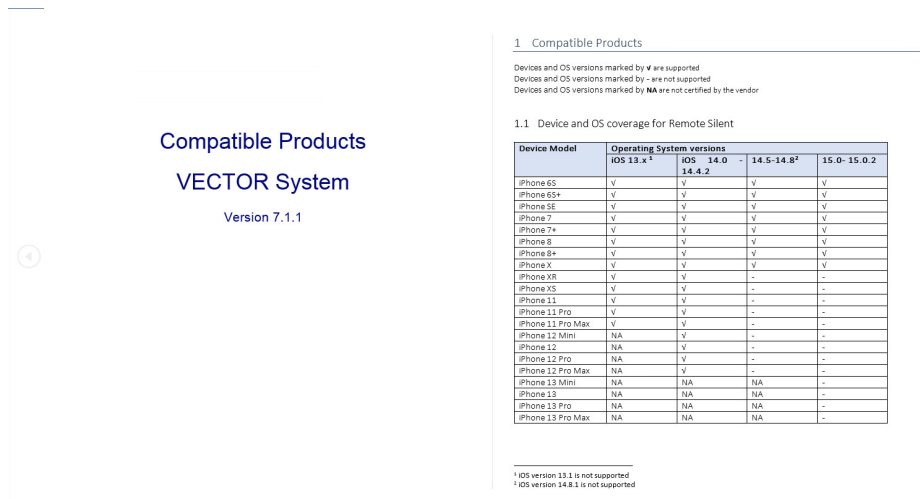 Compatible Products
VECTOR System
Version 7.1.1
1 Compatible Products
Devices and OS versions marked by √ are supported
Devices and OS versions marked by - are not supported
Devices and OS versions marked by NA are not certified by the vendor
1.1 Device and OS coverage for Remote Silent
Device Model Operating System versions
iOS 13.x ¹ iOS 14.0 - 14.5-14.8² 15.0- 15.0.2
14.4.2
iPhone 6S √ √ √ √
iPhone 6S+ √ √ √ √
iPhone SE √ √ √ √
iPhone 7 √ √ √ √
iPhone 7+ √ √ √ √
iPhone 8 √ √ √ √
iPhone 8+ √ √ √ √
iPhone X √ √ √ √
iPhone XR √ √ - -
iPhone XS √ √ - -
iPhone 11 √ √ - -
iPhone 11 Pro √ √ - -
iPhone 11 Pro Max √ √ - -
iPhone 12 Mini NA √ - -
iPhone 12 NA √ - -
iPhone 12 Pro NA √ - -
iPhone 12 Pro Max NA √ - -
iPhone 13 Mini NA NA NA -
iPhone 13 NA NA NA -
iPhone 13 Pro NA NA NA -
iPhone 13 Pro Max NA NA NA -
¹ iOS version 13.1 is not supported
² iOS version 14.8.1 is not supported